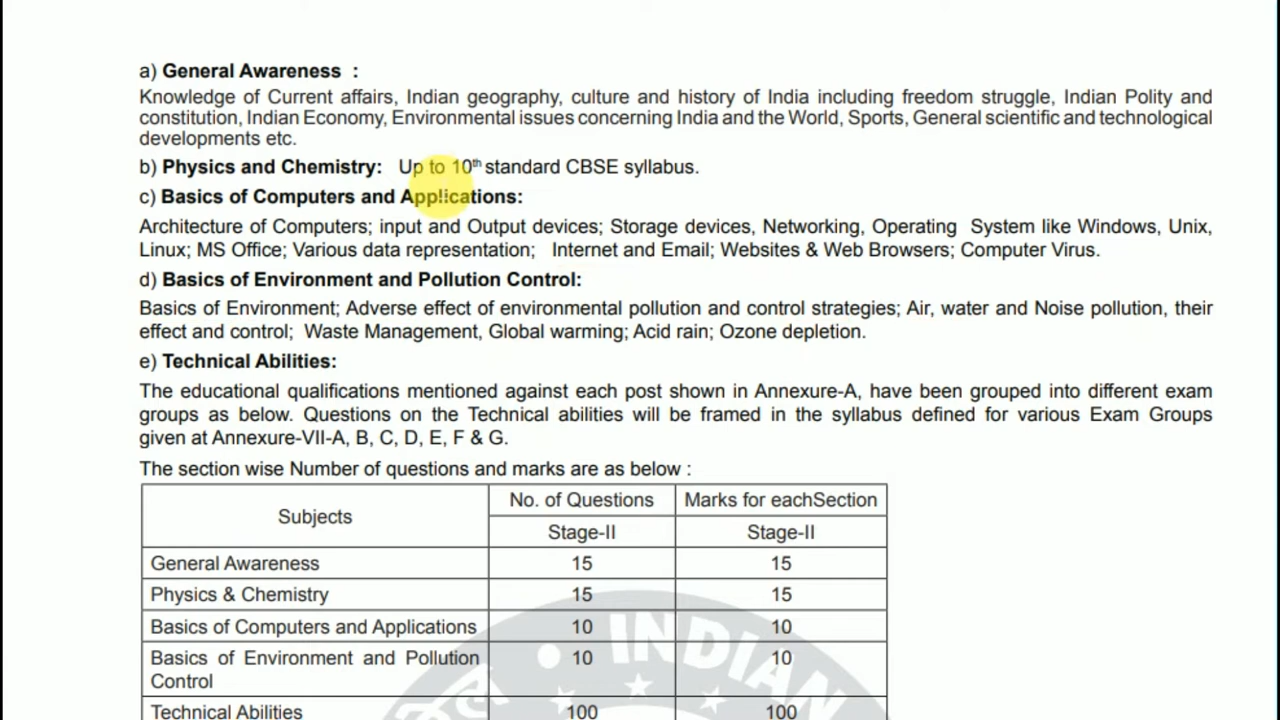 a) General Awareness :
Knowledge of Current affairs, Indian geography, culture and history of India including freedom struggle, Indian Polity and
constitution, Indian Economy, Environmental issues concerning India and the World, Sports, General scientific and technological
developments etc.
b) Physics and Chemistry: Up to 10th standard CBSE syllabus.
c) Basics of Computers and Applications:
Architecture of Computers; input and Output devices; Storage devices, Networking, Operating System like Windows, Unix,
Linux; MS Office; Various data representation; Internet and Email; Websites & Web Browsers; Computer Virus.
d) Basics of Environment and Pollution Control:
Basics of Environment; Adverse effect of environmental pollution and control strategies; Air, water and Noise pollution, their
effect and control; Waste Management, Global warming; Acid rain; Ozone depletion.
e) Technical Abilities:
The educational qualifications mentioned against each post shown in Annexure-A, have been grouped into different exam
groups as below. Questions on the Technical abilities will be framed in the syllabus defined for various Exam Groups
given at Annexure-VII-A, B, C, D, E, F & G.
The section wise Number of questions and marks are as below :
Subjects No. of Questions Marks for eachSection
Stage-II Stage-II
General Awareness 15 15
Physics & Chemistry 15 15
Basics of Computers and Applications 10 10
Basics of Environment and Pollution 10 10
Control
Technical Abilities 100 100
INDIAN